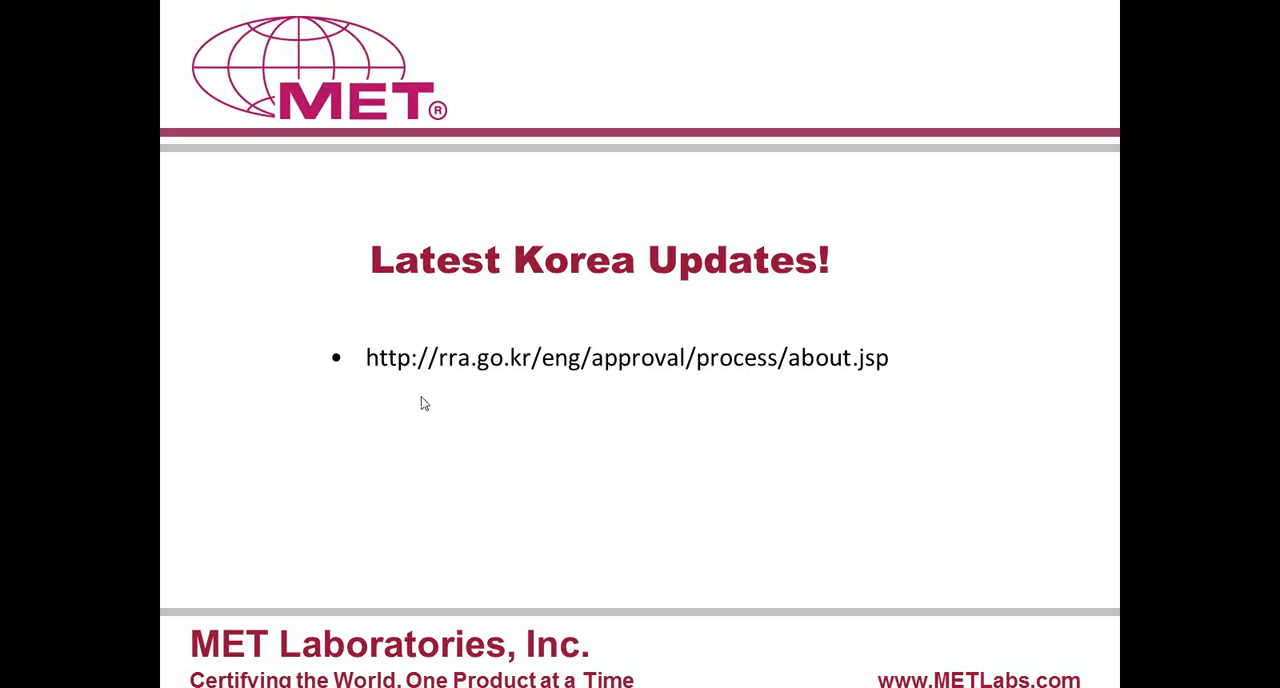 MET®
Latest Korea Updates!
• http://rra.go.kr/eng/approval/process/about.jsp
MET Laboratories, Inc.
Certifying the World, One Product at a Time
www.METLabs.com